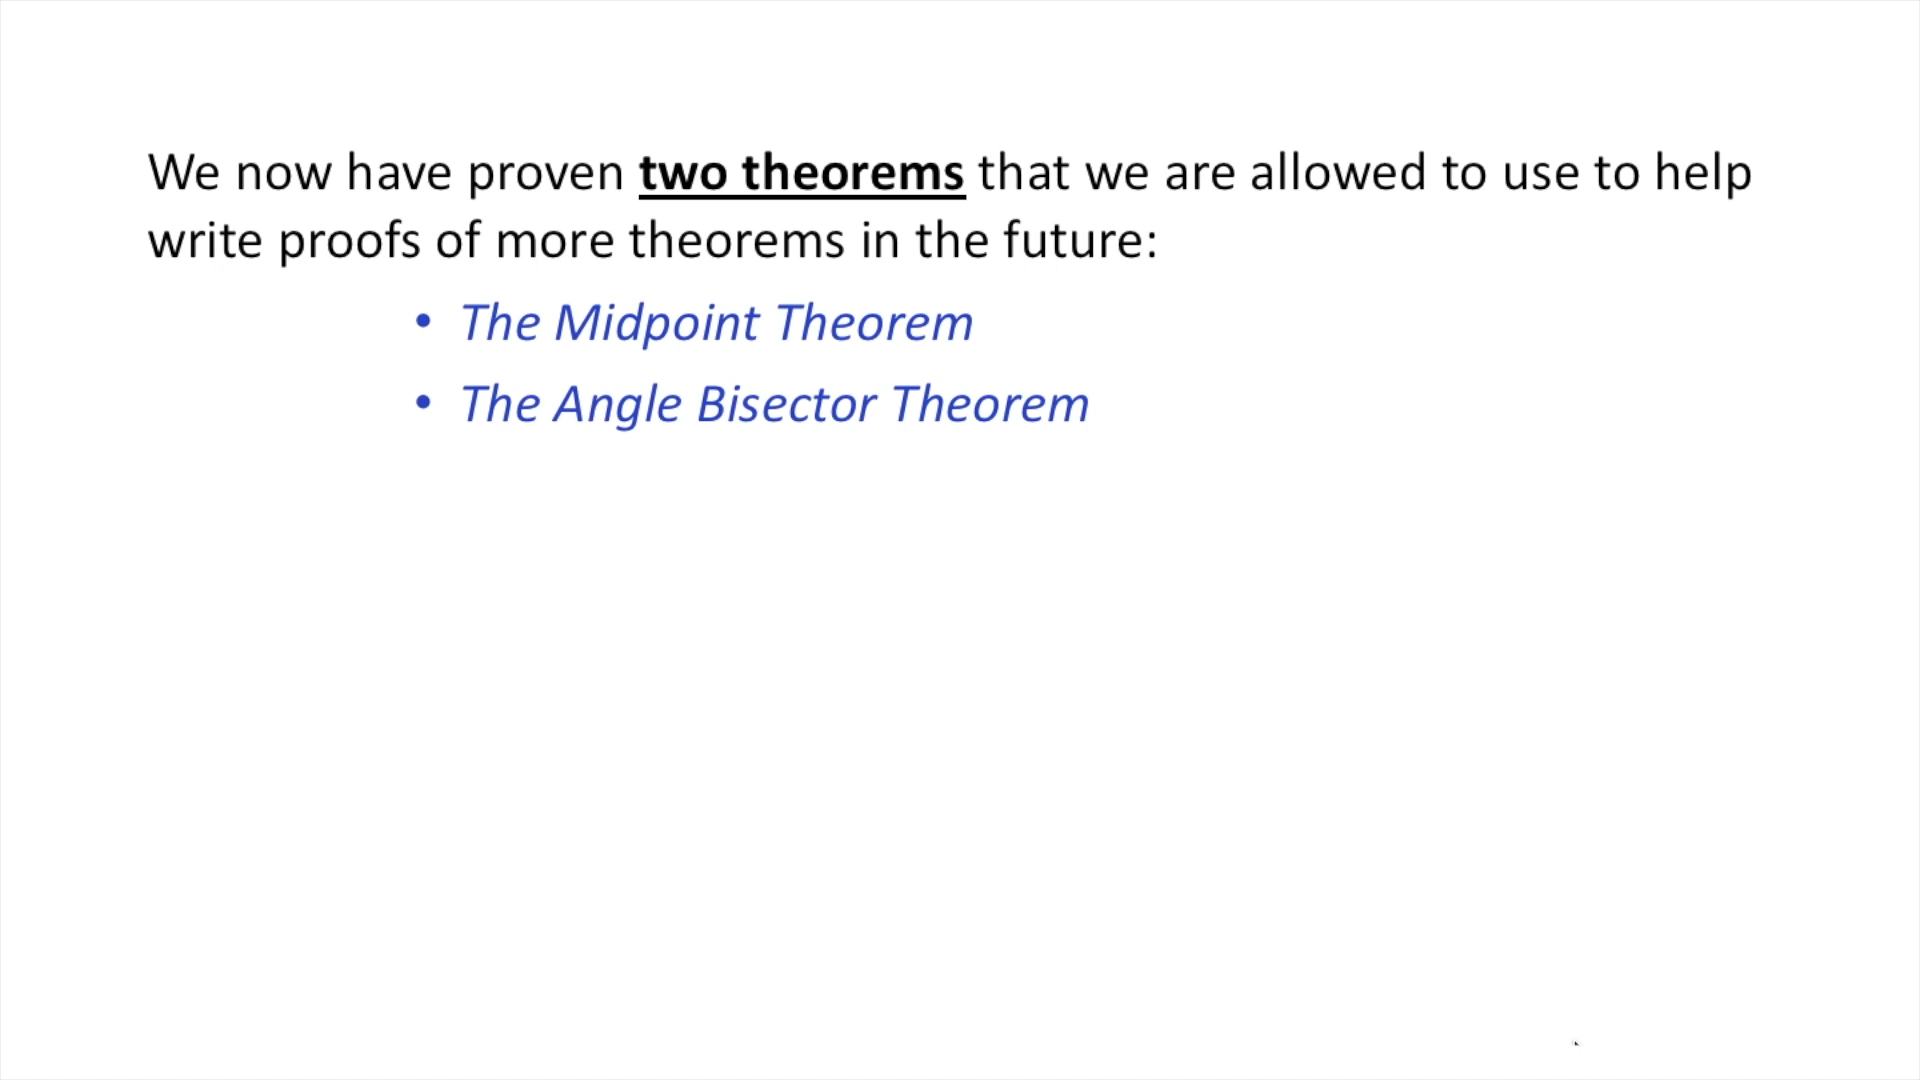 We now have proven two theorems that we are allowed to use to help
write proofs of more theorems in the future:
• The Midpoint Theorem
• The Angle Bisector Theorem